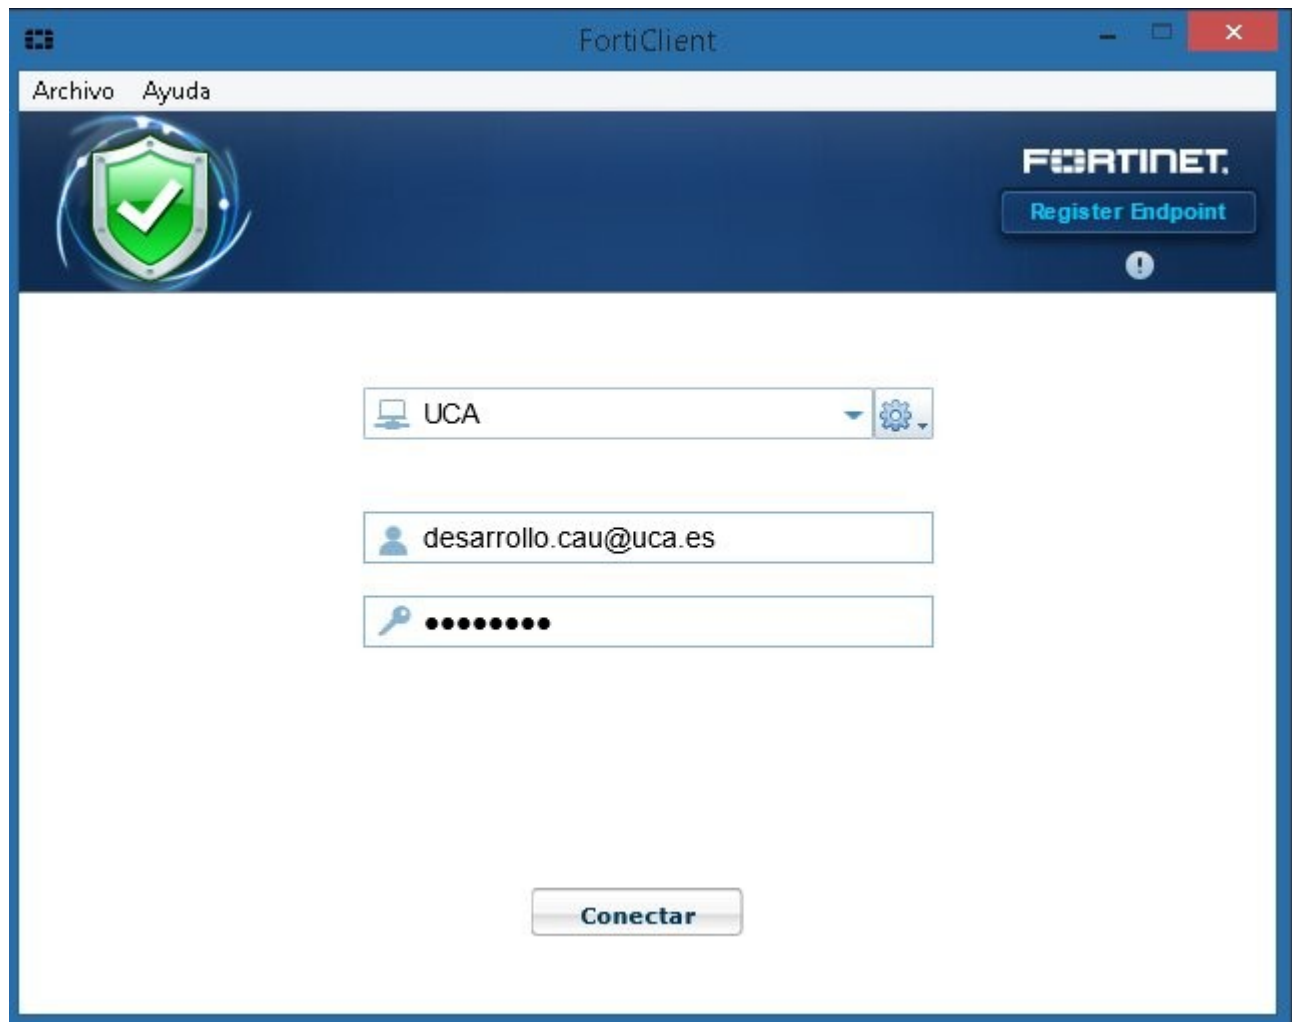 FortiClient
Archivo Ayuda
FORTINET.
Register Endpoint
UCA
desarrollo.cau@uca.es
••••••••
Conectar